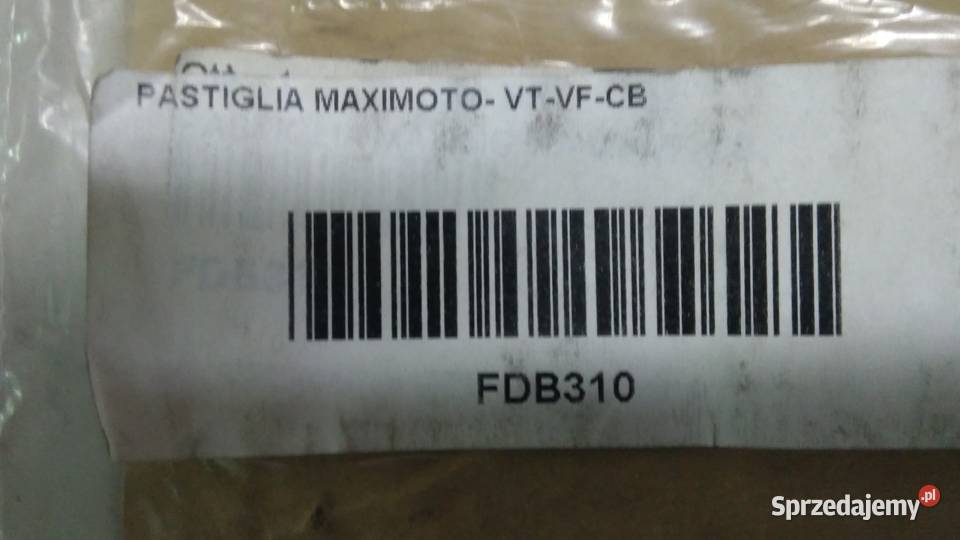 PASTIGLIA MAXIMOTO- VT-VF-CB
FDB310
Sprzedajemy.pl